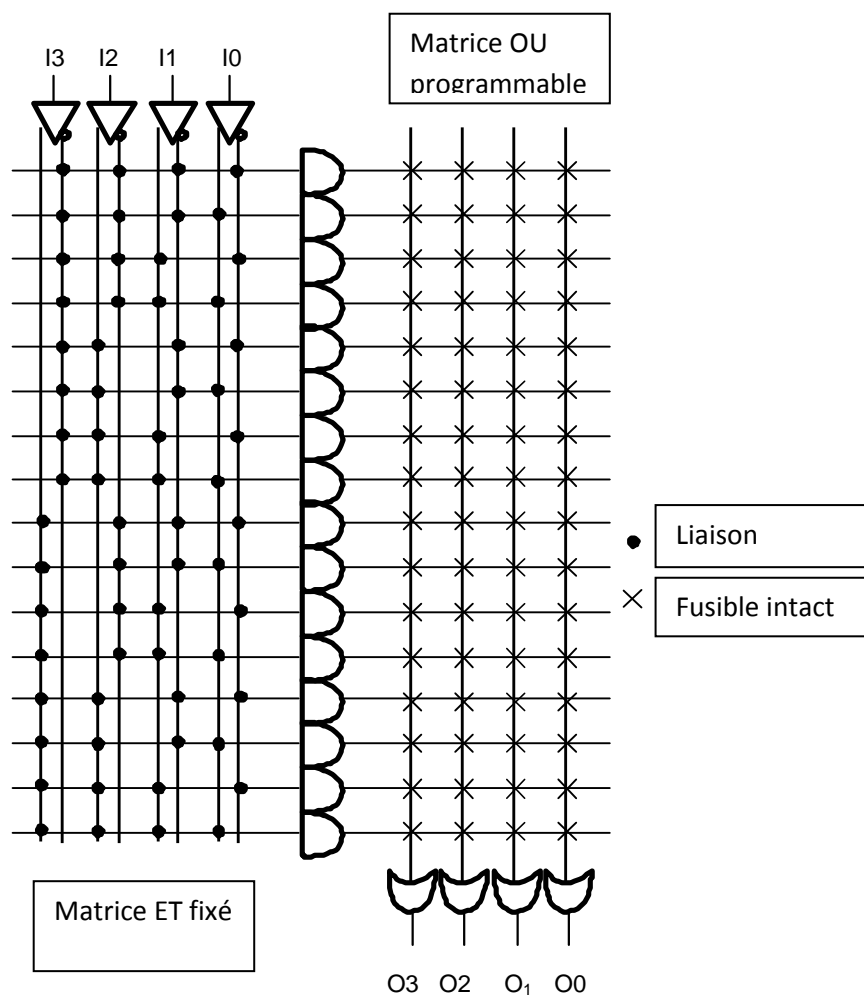 I3 I2 I1 I0
Matrice OU
programmable
Liaison
Fusible intact
Matrice ET fixé
O3 O2 O₁ O0